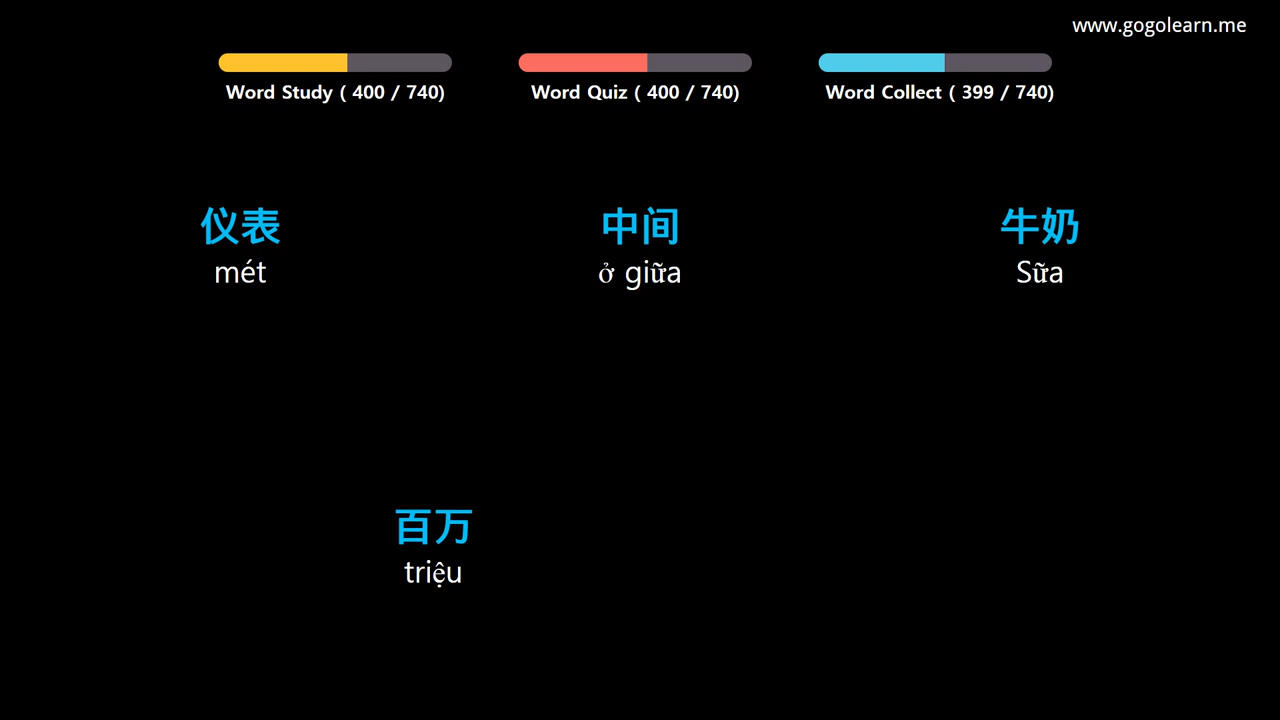 www.gogolearn.me
Word Study ( 400 / 740)
Word Quiz ( 400 / 740)
Word Collect ( 399 / 740)
仪表
mét
中间
ở giữa
牛奶
Sữa
百万
triệu